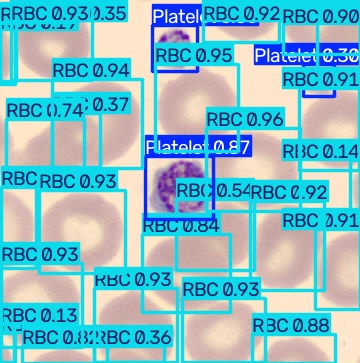 RBC 0.93
0.35
Platelet
RBC 0.92
RBC 0.90
RBC 0.95
Platelet 0.30
RBC 0.94
RBC 0.91
RBC 0.74
0.37
RBC 0.96
Platelet 0.87
RBC 0.14
RBC
RBC 0.93
RBC
0.54
RBC 0.92
RBC 0.84
RBC 0.91
RBC 0.93
RBC 0.93
RBC 0.93
RBC 0.13
RBC 0.82
RBC 0.36
RBC 0.88